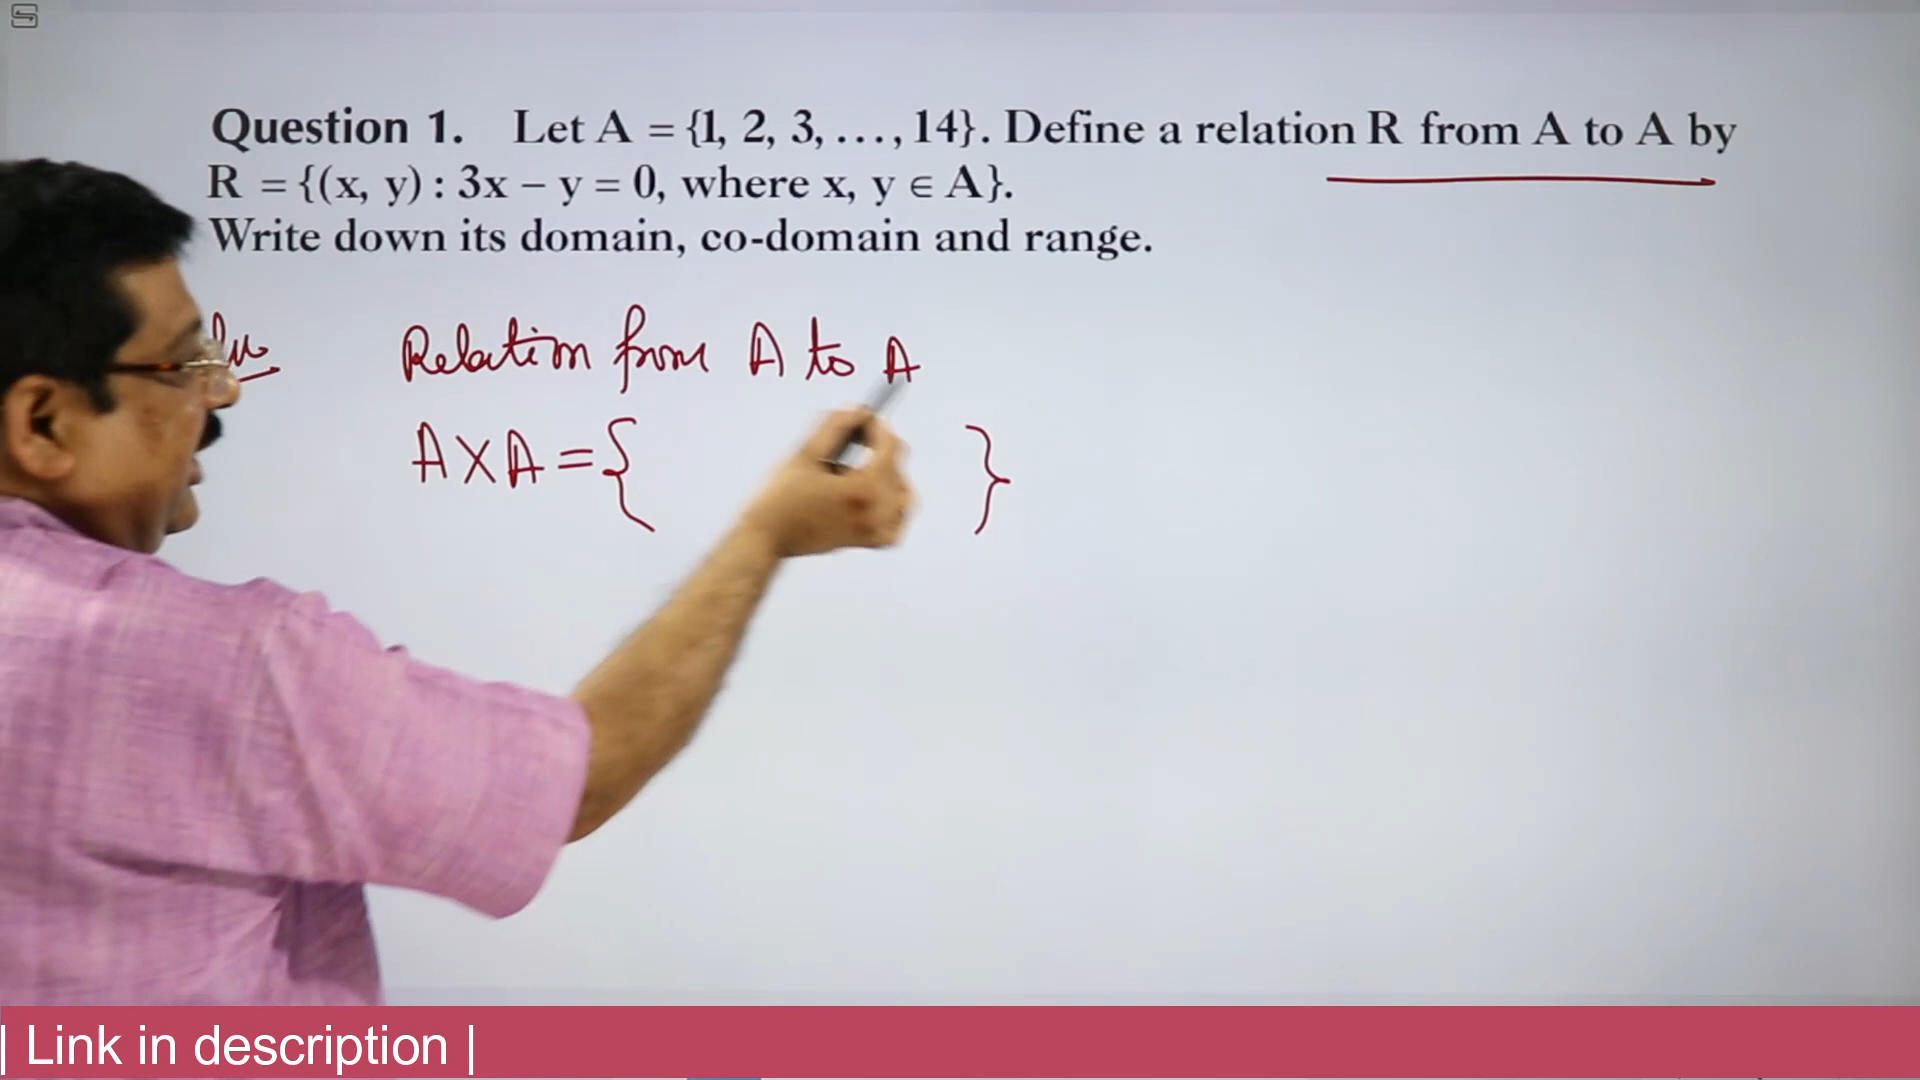 Question 1. Let A = {1, 2, 3, ..., 14}. Define a relation R from A to A by
R = {(x, y) : 3x – y = 0, where x, y ∈ A}.
Write down its domain, co-domain and range.
Relation from A to A
A X A = { }
| Link in description |